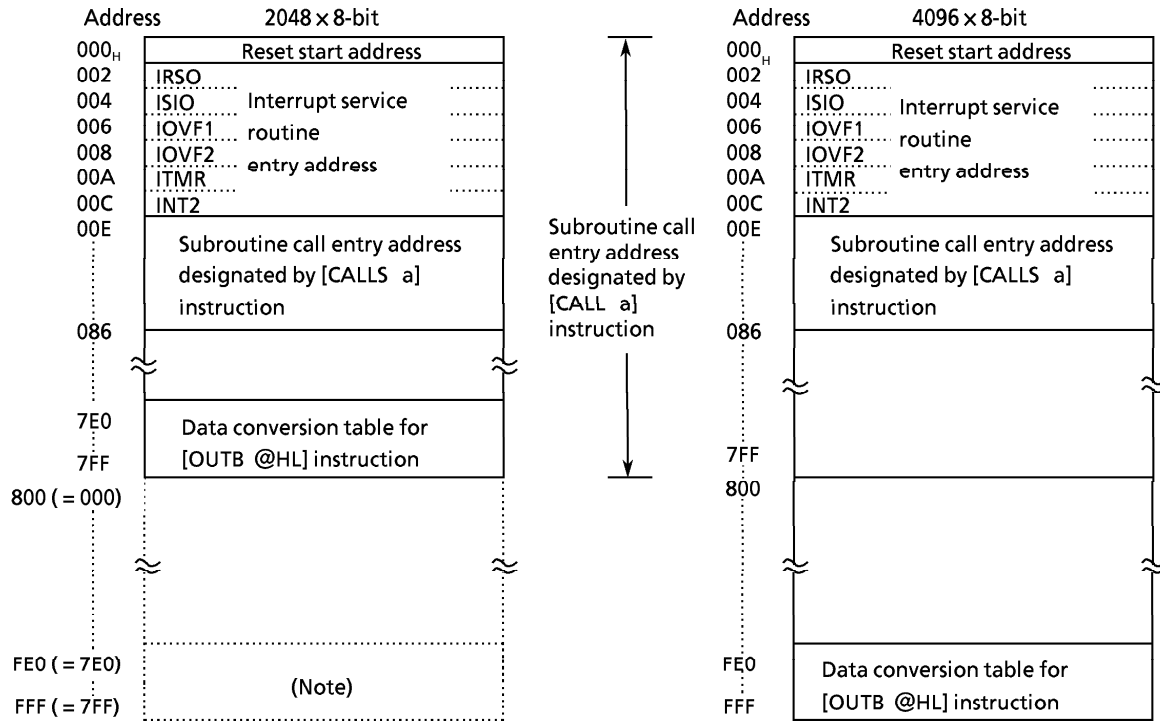 Address 2048 × 8-bit
000H Reset start address
002 IRSO
004 ISIO Interrupt service
006 IOVF1 routine
008 IOVF2 entry address
00A ITMR
00C INT2
00E
Subroutine call entry address
designated by [CALLS a]
instruction
086
7E0
Data conversion table for
7FF [OUTB @HL] instruction
800 ( = 000)
FE0 ( = 7E0)
(Note)
FFF ( = 7FF)
Subroutine call
entry address
designated by
[CALL a]
instruction
Address 4096 × 8-bit
000H Reset start address
002 IRSO
004 ISIO Interrupt service
006 IOVF1 routine
008 IOVF2
00A ITMR entry address
00C INT2
00E
Subroutine call entry address
designated by [CALLS a]
instruction
086
7FF
800
FE0 Data conversion table for
FFF [OUTB @HL] instruction